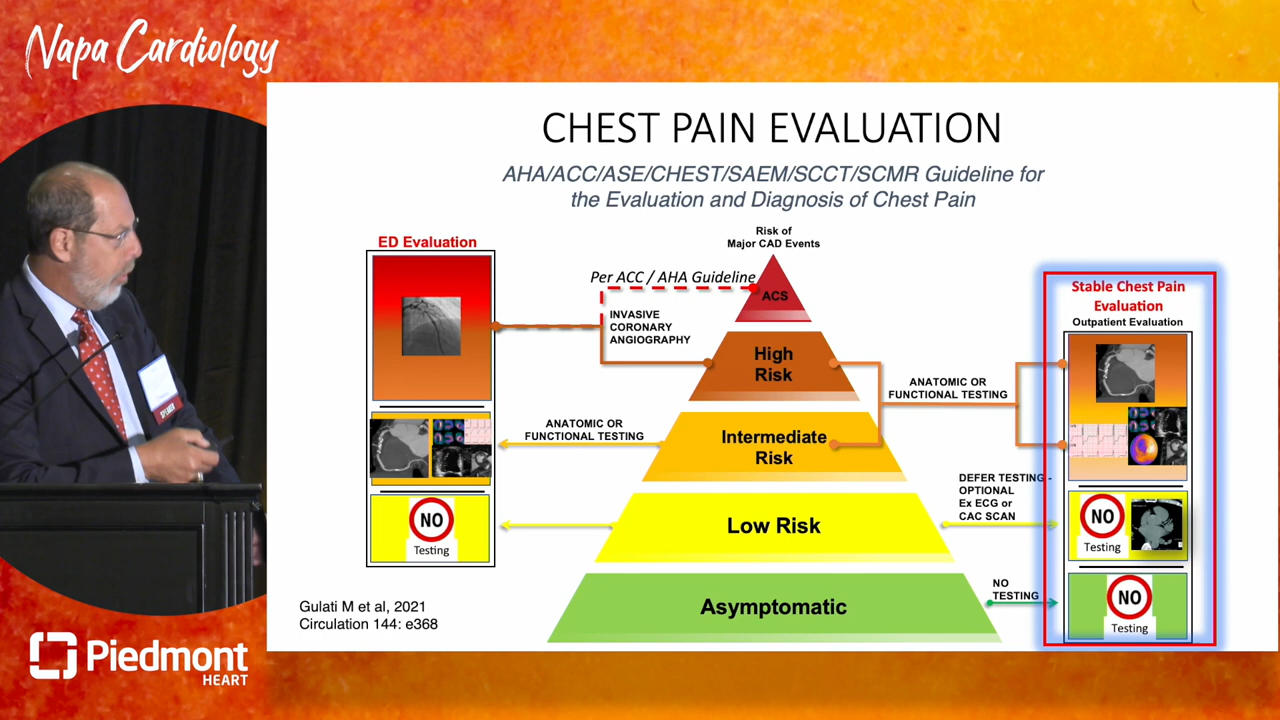 Napa Cardiology
CHEST PAIN EVALUATION
AHA/ACC/ASE/CHEST/SAEM/SCCT/SCMR Guideline for
the Evaluation and Diagnosis of Chest Pain
ED Evaluation
Risk of
Major CAD Events
Per ACC / AHA Guideline
ACS
INVASIVE
CORONARY
ANGIOGRAPHY
High
Risk
ANATOMIC OR
FUNCTIONAL TESTING
Intermediate
Risk
ANATOMIC OR
FUNCTIONAL TESTING
Low Risk
DEFER TESTING -
OPTIONAL
Ex ECG or
CAC SCAN
Asymptomatic
NO
TESTING
NO
Testing
Stable Chest Pain
Evaluation
Outpatient Evaluation
NO
Testing
NO
Testing
Gulati M et al, 2021
Circulation 144: e368
SPEAKER
Piedmont
HEART